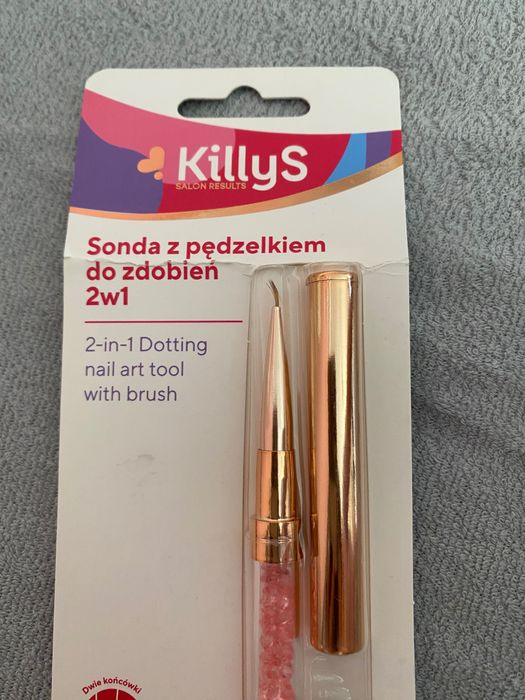 KillyS
SALON RESULTS
Sonda z pędzelkiem
do zdobień
2w1
2-in-1 Dotting
nail art tool
with brush
Dwie końcówki